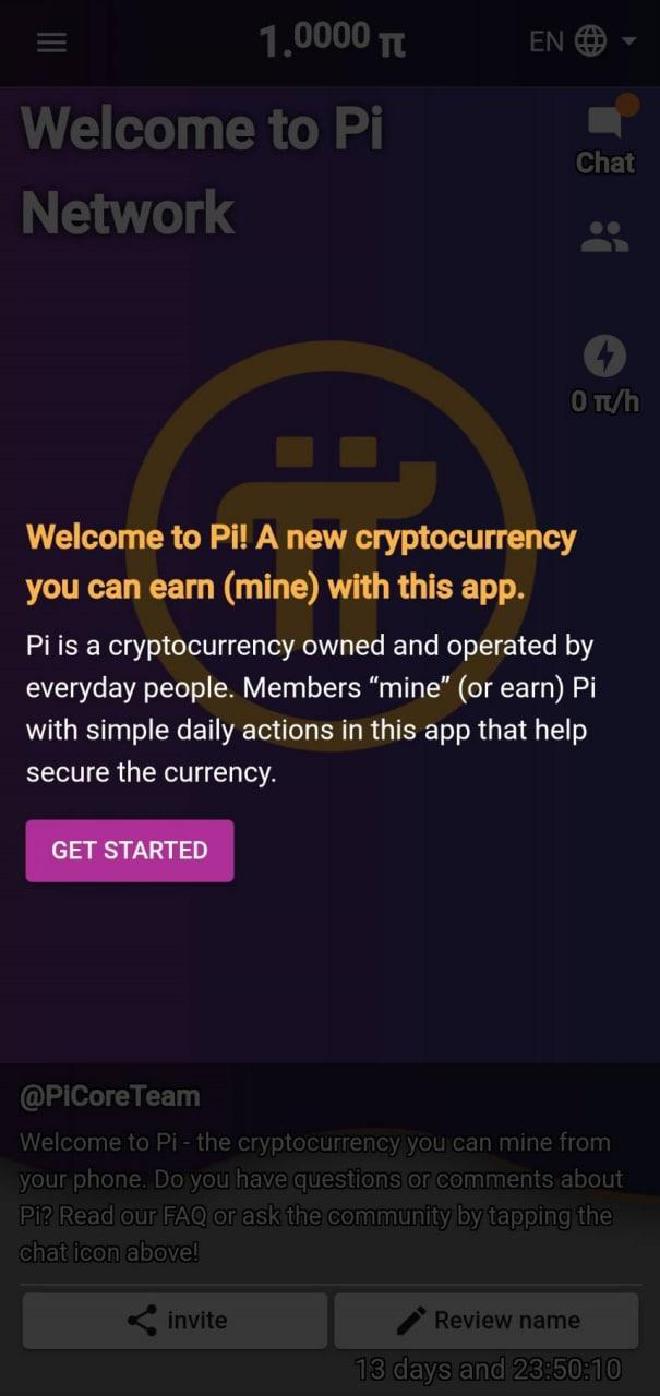 1.0000 π
EN
Welcome to Pi
Network
Chat
0 π/h
Welcome to Pi! A new cryptocurrency
you can earn (mine) with this app.
Pi is a cryptocurrency owned and operated by
everyday people. Members “mine” (or earn) Pi
with simple daily actions in this app that help
secure the currency.
GET STARTED
@PiCoreTeam
Welcome to Pi - the cryptocurrency you can mine from
your phone. Do you have questions or comments about
Pi? Read our FAQ or ask the community by tapping the
chat icon above!
invite
Review name
13 days and 23:50:10